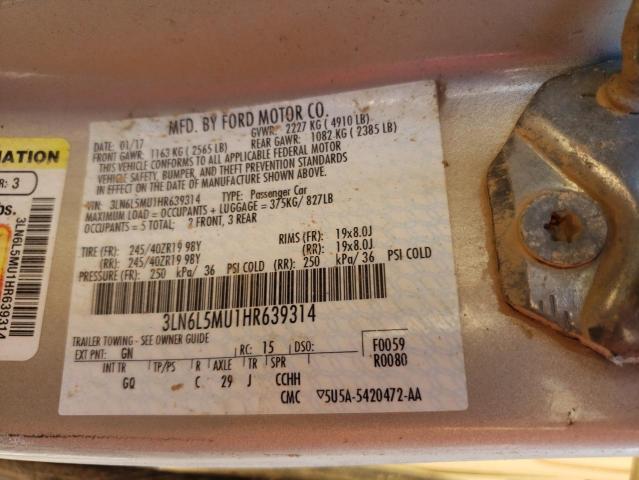 MFD. BY FORD MOTOR CO.
DATE: 01/17 GVWR: 2227 KG ( 4910 LB)
FRONT GAWR: 1163 KG ( 2565 LB) REAR GAWR: 1082 KG ( 2385 LB)
THIS VEHICLE CONFORMS TO ALL APPLICABLE FEDERAL MOTOR
VEHICLE SAFETY, BUMPER, AND THEFT PREVENTION STANDARDS
IN EFFECT ON THE DATE OF MANUFACTURE SHOWN ABOVE.
VIN: 3LN6L5MU1HR639314 TYPE: Passenger Car
MAXIMUM LOAD = OCCUPANTS + LUGGAGE = 375KG/ 827LB
OCCUPANTS = 5 TOTAL: 2 FRONT, 3 REAR
TIRE (FR): 245/40ZR19 98Y RIMS (FR): 19x8.0J
(RR): 245/40ZR19 98Y (RR): 19x8.0J
PRESSURE (FR): 250 kPa/ 36 PSI COLD (RR): 250 kPa/ 36 PSI COLD
3LN6L5MU1HR639314
TRAILER TOWING - SEE OWNER GUIDE
EXT PNT: GN RC: 15 DSO: F0059
R0080
INT TR TP/PS R AXLE TR SPR
GQ C 29 J CCHH
CMC ▽5U5A-5420472-AA
MATION
R: 3
bs.
3LN6L5MU1HR639314